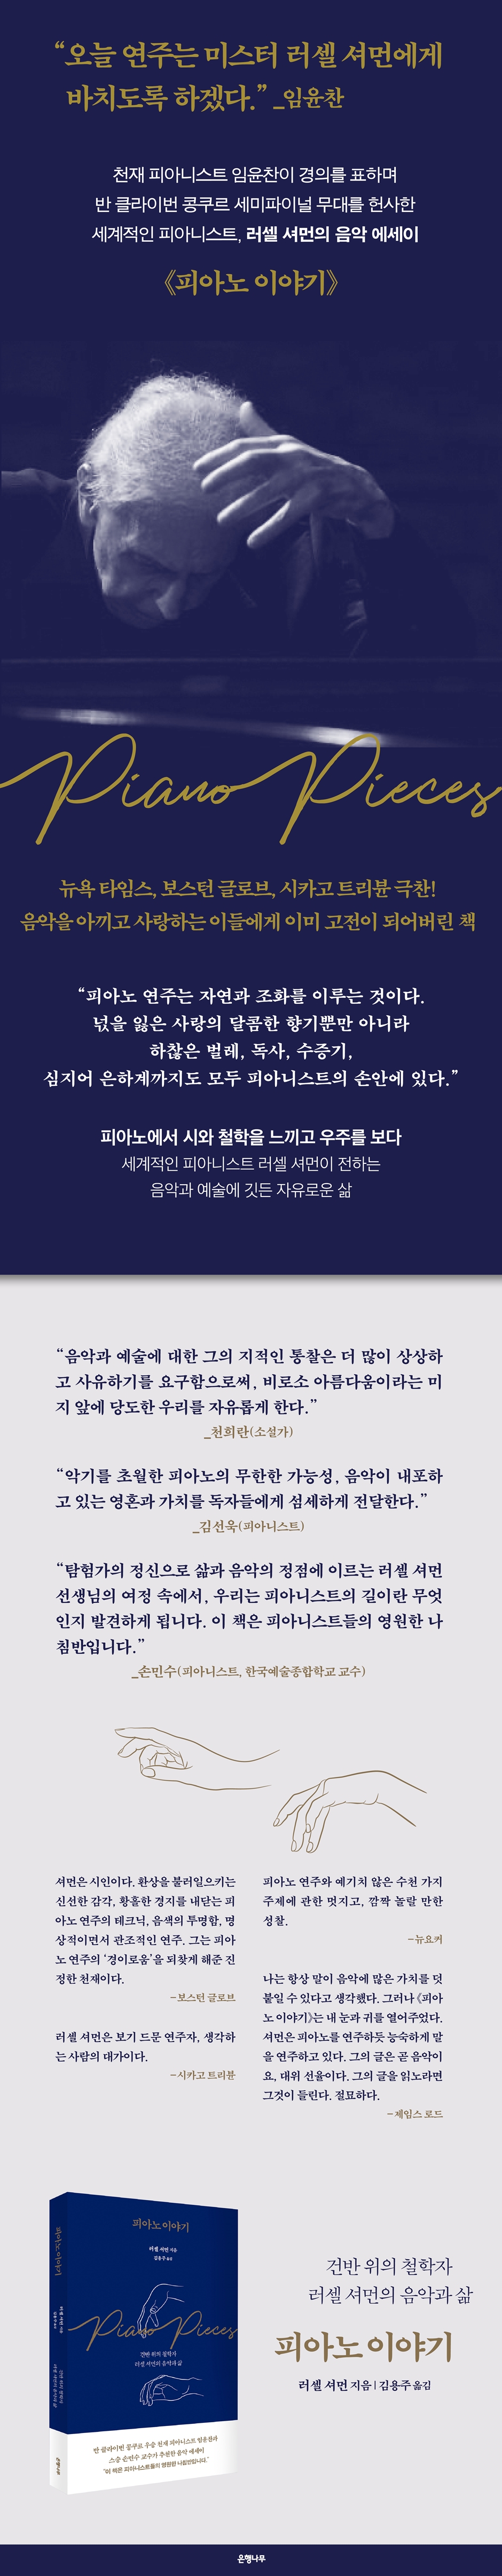 “오늘 연주는 미스터 러셀 셔먼에게
바치도록 하겠다.” _임윤찬
천재 피아니스트 임윤찬이 경의를 표하며
반 클라이번 콩쿠르 세미파이널 무대를 헌사한
세계적인 피아니스트, 러셀 셔먼의 음악 에세이
《피아노 이야기》
Piano Pieces
뉴욕 타임스, 보스턴 글로브, 시카고 트리뷴 극찬!
음악을 아끼고 사랑하는 이들에게 이미 고전이 되어버린 책
“피아노 연주는 자연과 조화를 이루는 것이다.
넋을 잃은 사랑의 달콤한 향기뿐만 아니라
하찮은 벌레, 독사, 수증기,
심지어 은하계까지도 모두 피아니스트의 손안에 있다.”
피아노에서 시와 철학을 느끼고 우주를 보다
세계적인 피아니스트 러셀 셔먼이 전하는
음악과 예술에 깃든 자유로운 삶
“음악과 예술에 대한 그의 지적인 통찰은 더 많이 상상하
고 사유하기를 요구함으로써, 비로소 아름다움이라는 미
지 앞에 당도한 우리를 자유롭게 한다.”
_천희란(소설가)
“악기를 초월한 피아노의 무한한 가능성, 음악이 내포하
고 있는 영혼과 가치를 독자들에게 섬세하게 전달한다.”
_김선욱(피아니스트)
“탐험가의 정신으로 삶과 음악의 정점에 이르는 러셀 셔먼
선생님의 여정 속에서, 우리는 피아니스트의 길이란 무엇
인지 발견하게 됩니다. 이 책은 피아니스트들의 영원한 나
침반입니다.”
_손민수(피아니스트, 한국예술종합학교 교수)
셔먼은 시인이다. 환상을 불러일으키는
신선한 감각, 황홀한 경지를 내닫는 피
아노 연주의 테크닉, 음색의 투명함, 명
상적이면서 관조적인 연주. 그는 피아
노 연주의 ‘경이로움’을 되찾게 해준 진
정한 천재이다.
– 보스턴 글로브
러셀 셔먼은 보기 드문 연주자, 생각하
는 사람의 대가이다.
– 시카고 트리뷴
피아노 연주와 예기치 않은 수천 가지
주제에 관한 멋지고, 깜짝 놀랄 만한
성찰.
– 뉴요커
나는 항상 말이 음악에 많은 가치를 덧
붙일 수 있다고 생각했다. 그러나 《피아
노 이야기》는 내 눈과 귀를 열어주었다.
셔먼은 피아노를 연주하듯 능숙하게 말
을 연주하고 있다. 그의 글은 곧 음악이
요, 대위 선율이다. 그의 글을 읽노라면
그것이 들린다. 절묘하다.
– 제임스 로드
피아노 이야기
러셀 셔먼 지음
김용주 옮김
Piano Pieces
건반 위의 철학자
러셀 셔먼의 음악과 삶
피아노 이야기
반 클라이번 콩쿠르 우승 천재 피아니스트 임윤찬과
스승 손민수 교수가 추천한 음악 에세이
“이 책은 피아니스트들의 영원한 나침반입니다.”
은행나무
건반 위의 철학자
러셀 셔먼의 음악과 삶
피아노 이야기
러셀 셔먼 지음 | 김용주 옮김
은행나무